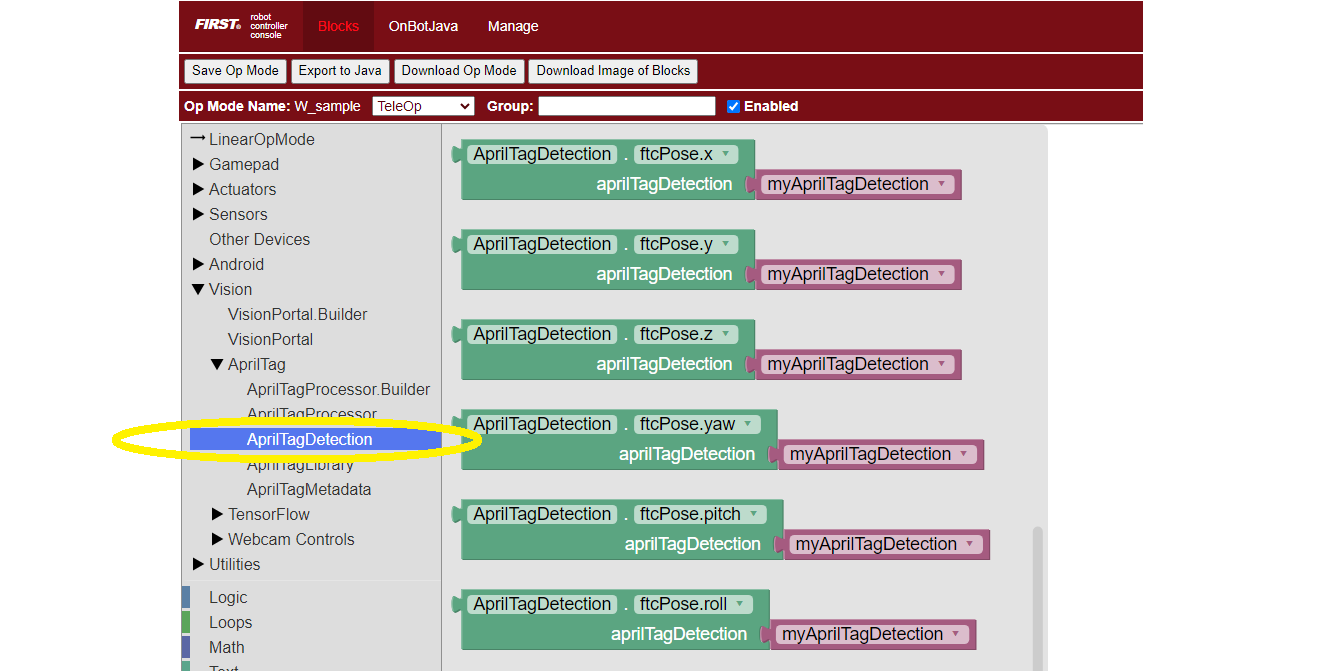 FIRST® robot controller console Blocks OnBotJava Manage
Save Op Mode Export to Java Download Op Mode Download Image of Blocks
Op Mode Name: W_sample TeleOp Group: Enabled
LinearOpMode
Gamepad
Actuators
Sensors
Other Devices
Android
Vision
VisionPortal.Builder
VisionPortal
AprilTag
AprilTagProcessor.Builder
AprilTagProcessor
AprilTagDetection
AprilTagLibrary
AprilTagMetadata
TensorFlow
Webcam Controls
Utilities
Logic
Loops
Math
Text
AprilTagDetection . ftcPose.x
aprilTagDetection myAprilTagDetection
AprilTagDetection . ftcPose.y
aprilTagDetection myAprilTagDetection
AprilTagDetection . ftcPose.z
aprilTagDetection myAprilTagDetection
AprilTagDetection . ftcPose.yaw
aprilTagDetection myAprilTagDetection
AprilTagDetection . ftcPose.pitch
aprilTagDetection myAprilTagDetection
AprilTagDetection . ftcPose.roll
aprilTagDetection myAprilTagDetection